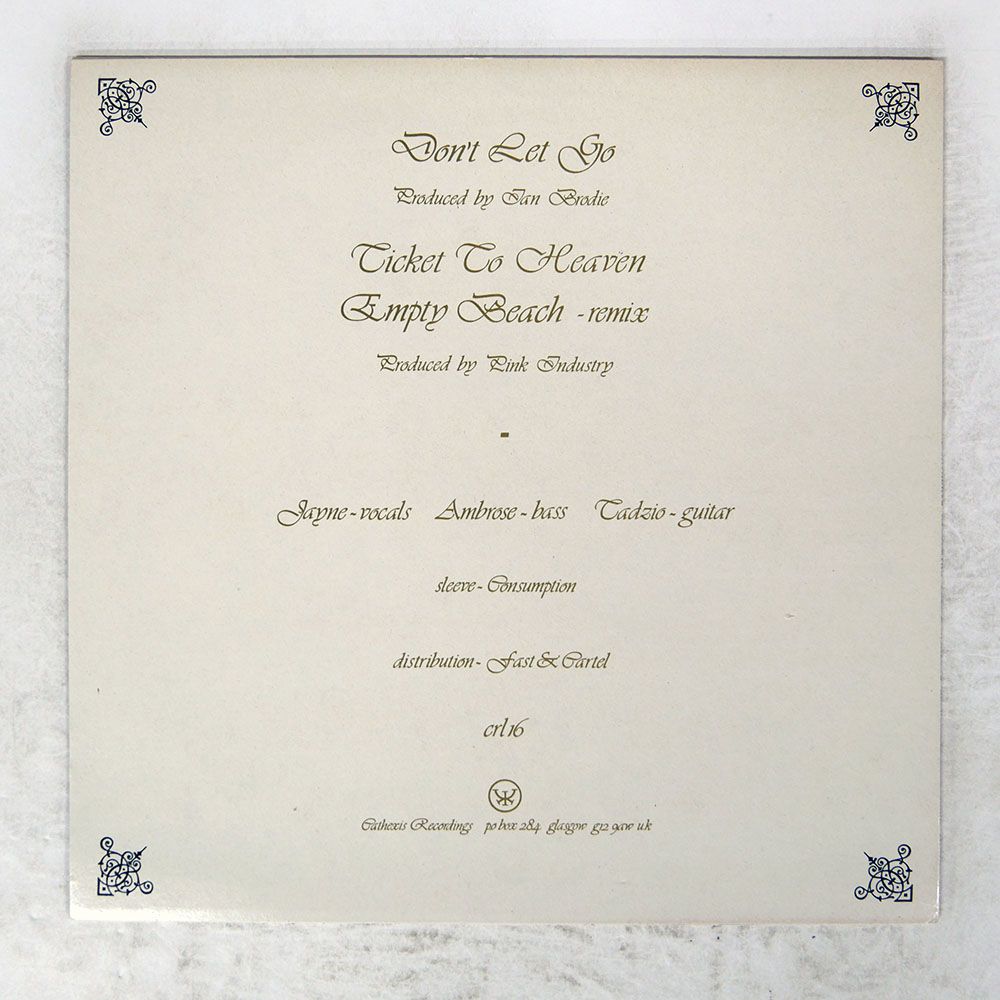 Don't Let Go
Produced by Ian Brodie
Ticket To Heaven
Empty Beach - remix
Produced by Pink Industry
Jayne - vocals Ambrose - bass Tadzio - guitar
sleeve - Consumption
distribution - Fast & Cartel
crl 16
Cathexis Recordings po box 284 glasgow g12 9aw uk